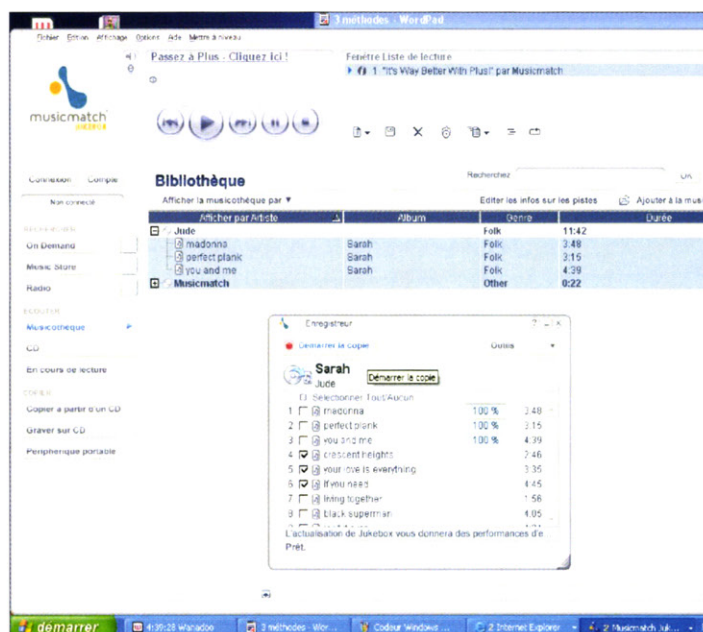 3 méthodes - WordPad
Fichier Edition Affichage Options Aide Mettre à niveau
Passez à Plus - Cliquez ici !
Fenêtre Liste de lecture
1 "It's Way Better With Plus!" par Musicmatch
musicmatch
JUKEBOX
Connexion Compte
Non connecté
Bibliothèque
Recherchez
Afficher la musicothèque par
Editer les infos sur les pistes
Ajouter à la mus
Afficher par Artiste Album Genre Durée
Jude Folk 11:42
madonna Sarah Folk 3:48
perfect plank Sarah Folk 3:15
you and me Sarah Folk 4:39
Musicmatch Other 0:22
RECHERCHER
On Demand
Music Store
Radio
ECOUTER
Musicothèque
CD
En cours de lecture
COPIER
Copier à partir d'un CD
Graver sur CD
Périphérique portable
Enregistreur
Démarrer la copie Outils
Sarah
Jude
Démarrer la copie
Sélectionner Tout/Aucun
1 madonna 100 % 3:48
2 perfect plank 100 % 3:15
3 you and me 100 % 4:39
4 crescent heights 2:46
5 your love is everything 3:35
6 if you need 4:45
7 living together 1:56
8 black superman 4:05
L'actualisation de Jukebox vous donnera des performances d'e
Prêt.
démarrer
4:39:28 Wanadoo
3 méthodes - Wor...
Codeur Windows ...
2 Internet Explorer
2 Musicmatch Juk...